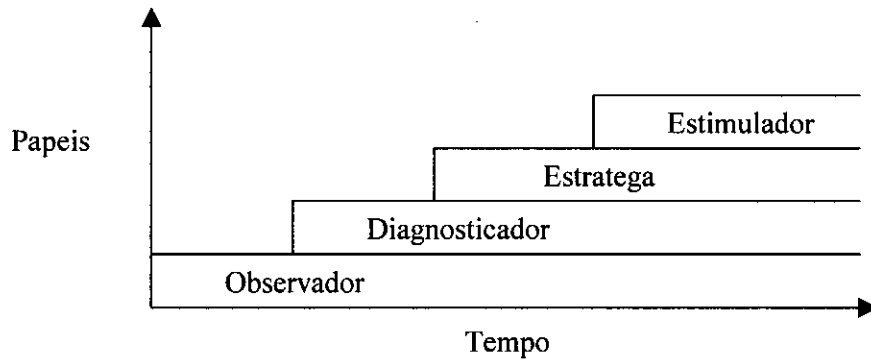 Estimulador
Papeis
Estratega
Diagnosticador
Observador
Tempo